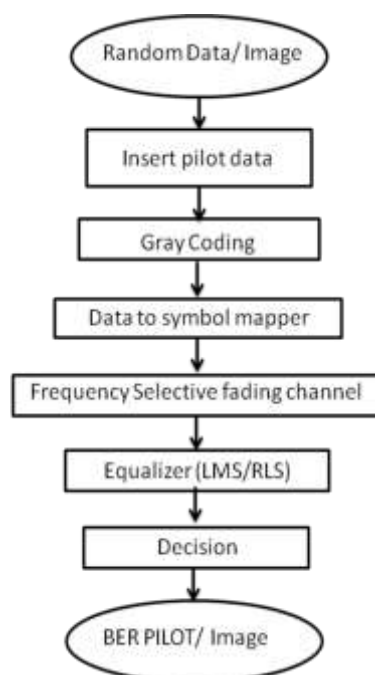 Random Data/ Image
Insert pilot data
Gray Coding
Data to symbol mapper
Frequency Selective fading channel
Equalizer (LMS/RLS)
Decision
BER PILOT/ Image